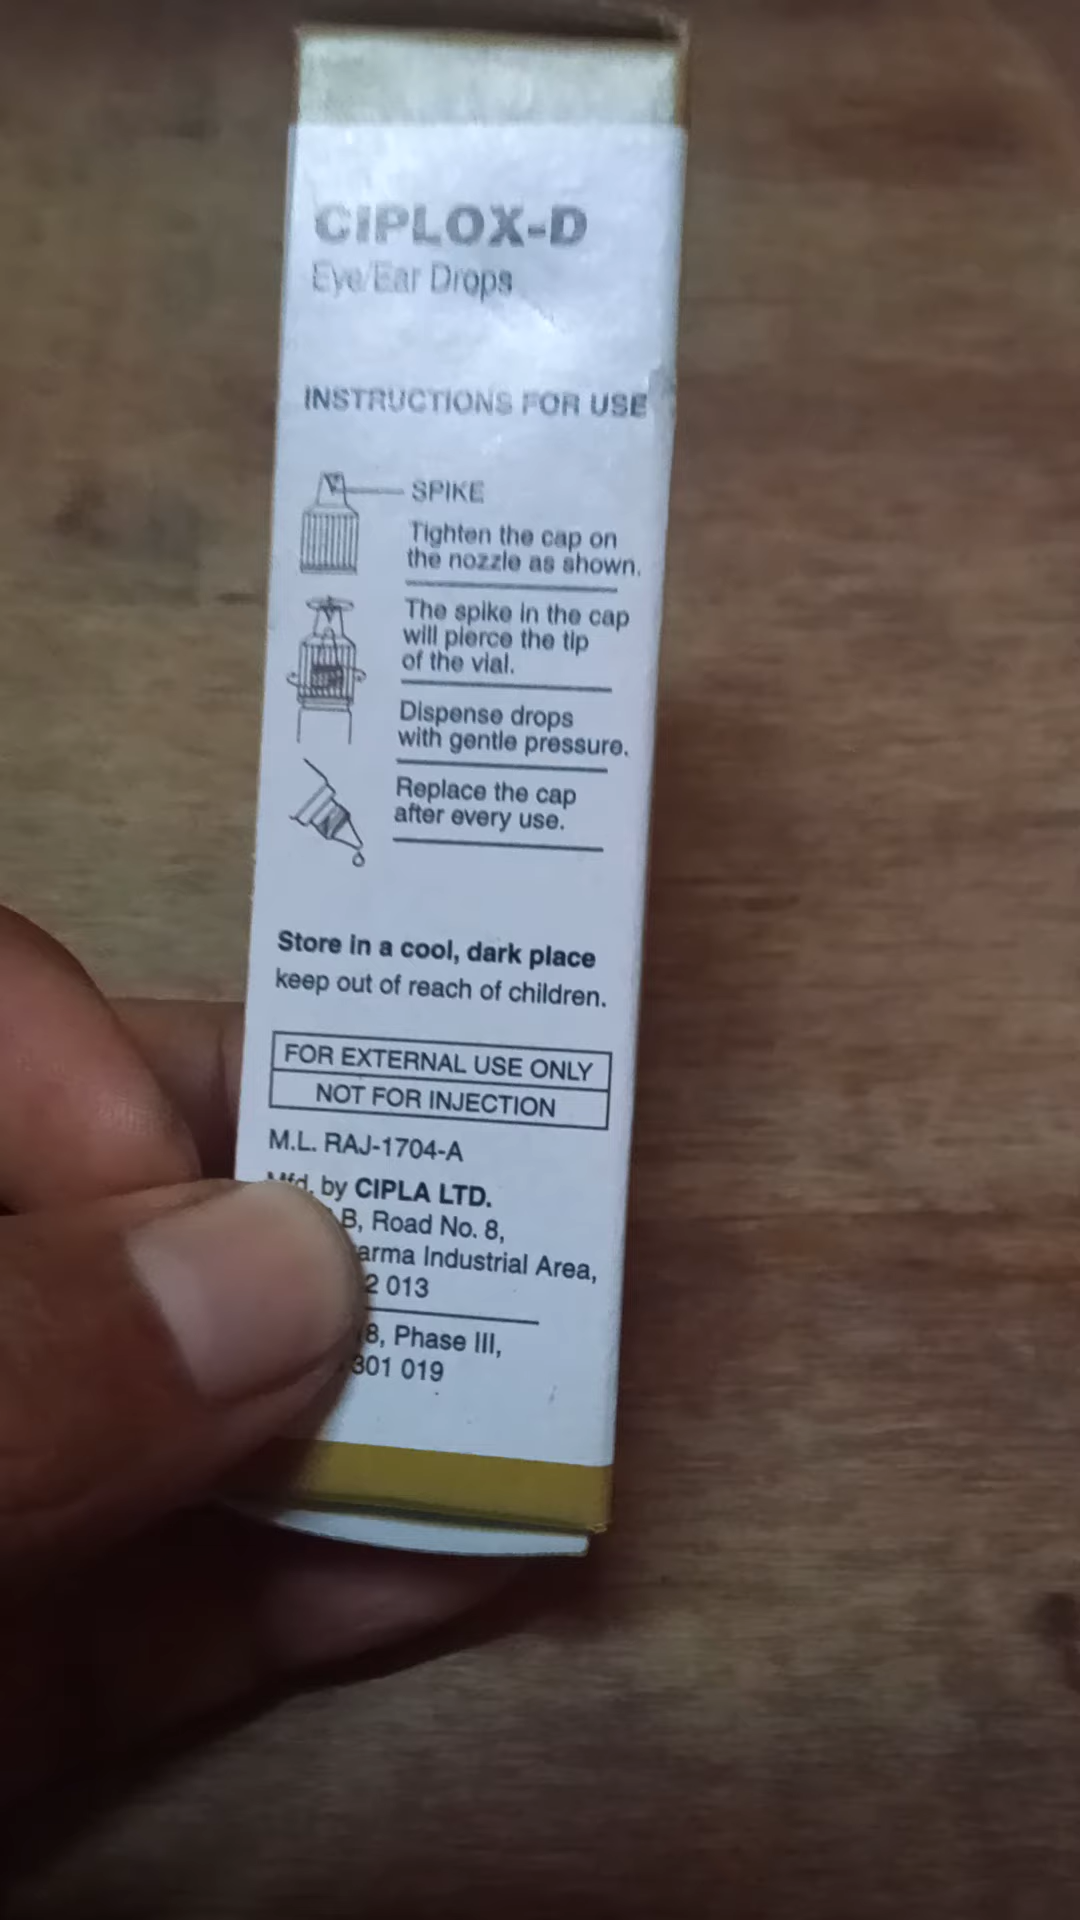 CIPLOX-D
Eye/Ear Drops
INSTRUCTIONS FOR USE
SPIKE
Tighten the cap on
the nozzle as shown.
The spike in the cap
will pierce the tip
of the vial.
Dispense drops
with gentle pressure.
Replace the cap
after every use.
Store in a cool, dark place
keep out of reach of children.
FOR EXTERNAL USE ONLY
NOT FOR INJECTION
M.L. RAJ-1704-A
by CIPLA LTD.
B, Road No. 8,
Industrial Area,
013
8, Phase III,
301 019